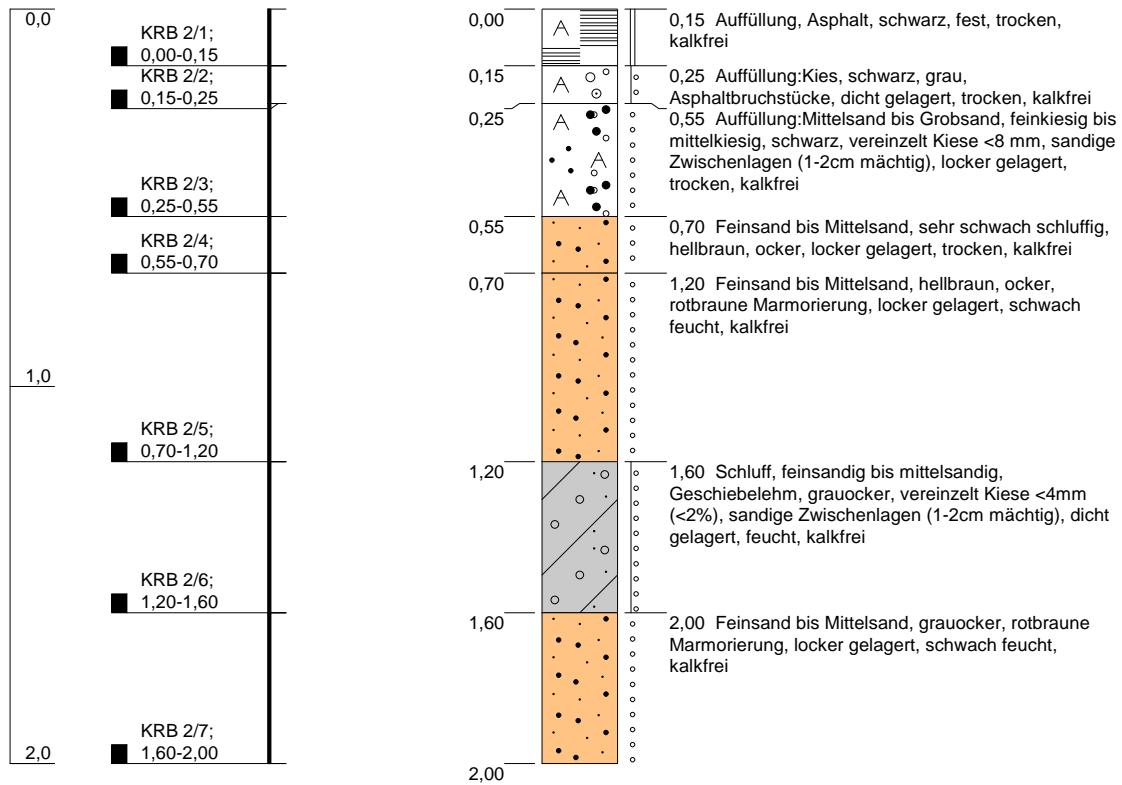 0,0
1,0
2,0
KRB 2/1;
0,00-0,15
KRB 2/2;
0,15-0,25
KRB 2/3;
0,25-0,55
KRB 2/4;
0,55-0,70
KRB 2/5;
0,70-1,20
KRB 2/6;
1,20-1,60
KRB 2/7;
1,60-2,00
0,00
0,15
0,25
0,55
0,70
1,20
1,60
2,00
A
A
A
A
A
0,15 Auffüllung, Asphalt, schwarz, fest, trocken,
kalkfrei
0,25 Auffüllung:Kies, schwarz, grau,
Asphaltbruchstücke, dicht gelagert, trocken, kalkfrei
0,55 Auffüllung:Mittelsand bis Grobsand, feinkiesig bis
mittelkiesig, schwarz, vereinzelt Kiese <8 mm, sandige
Zwischenlagen (1-2cm mächtig), locker gelagert,
trocken, kalkfrei
0,70 Feinsand bis Mittelsand, sehr schwach schluffig,
hellbraun, ocker, locker gelagert, trocken, kalkfrei
1,20 Feinsand bis Mittelsand, hellbraun, ocker,
rotbraune Marmorierung, locker gelagert, schwach
feucht, kalkfrei
1,60 Schluff, feinsandig bis mittelsandig,
Geschiebelehm, grauocker, vereinzelt Kiese <4mm
(<2%), sandige Zwischenlagen (1-2cm mächtig), dicht
gelagert, feucht, kalkfrei
2,00 Feinsand bis Mittelsand, grauocker, rotbraune
Marmorierung, locker gelagert, schwach feucht,
kalkfrei